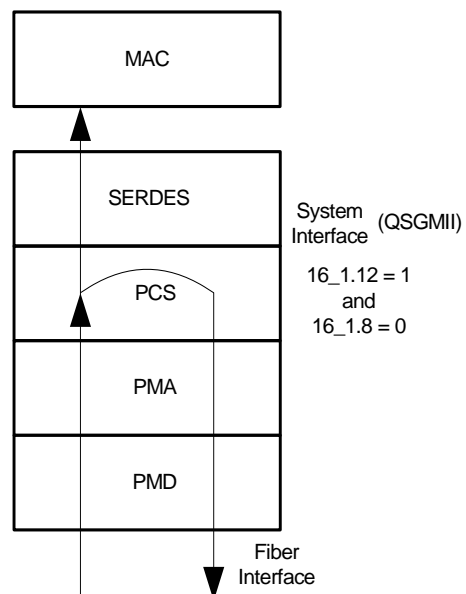 MAC
SERDES
System
Interface (QSGMII)
16_1.12 = 1
and
16_1.8 = 0
PCS
PMA
PMD
Fiber
Interface